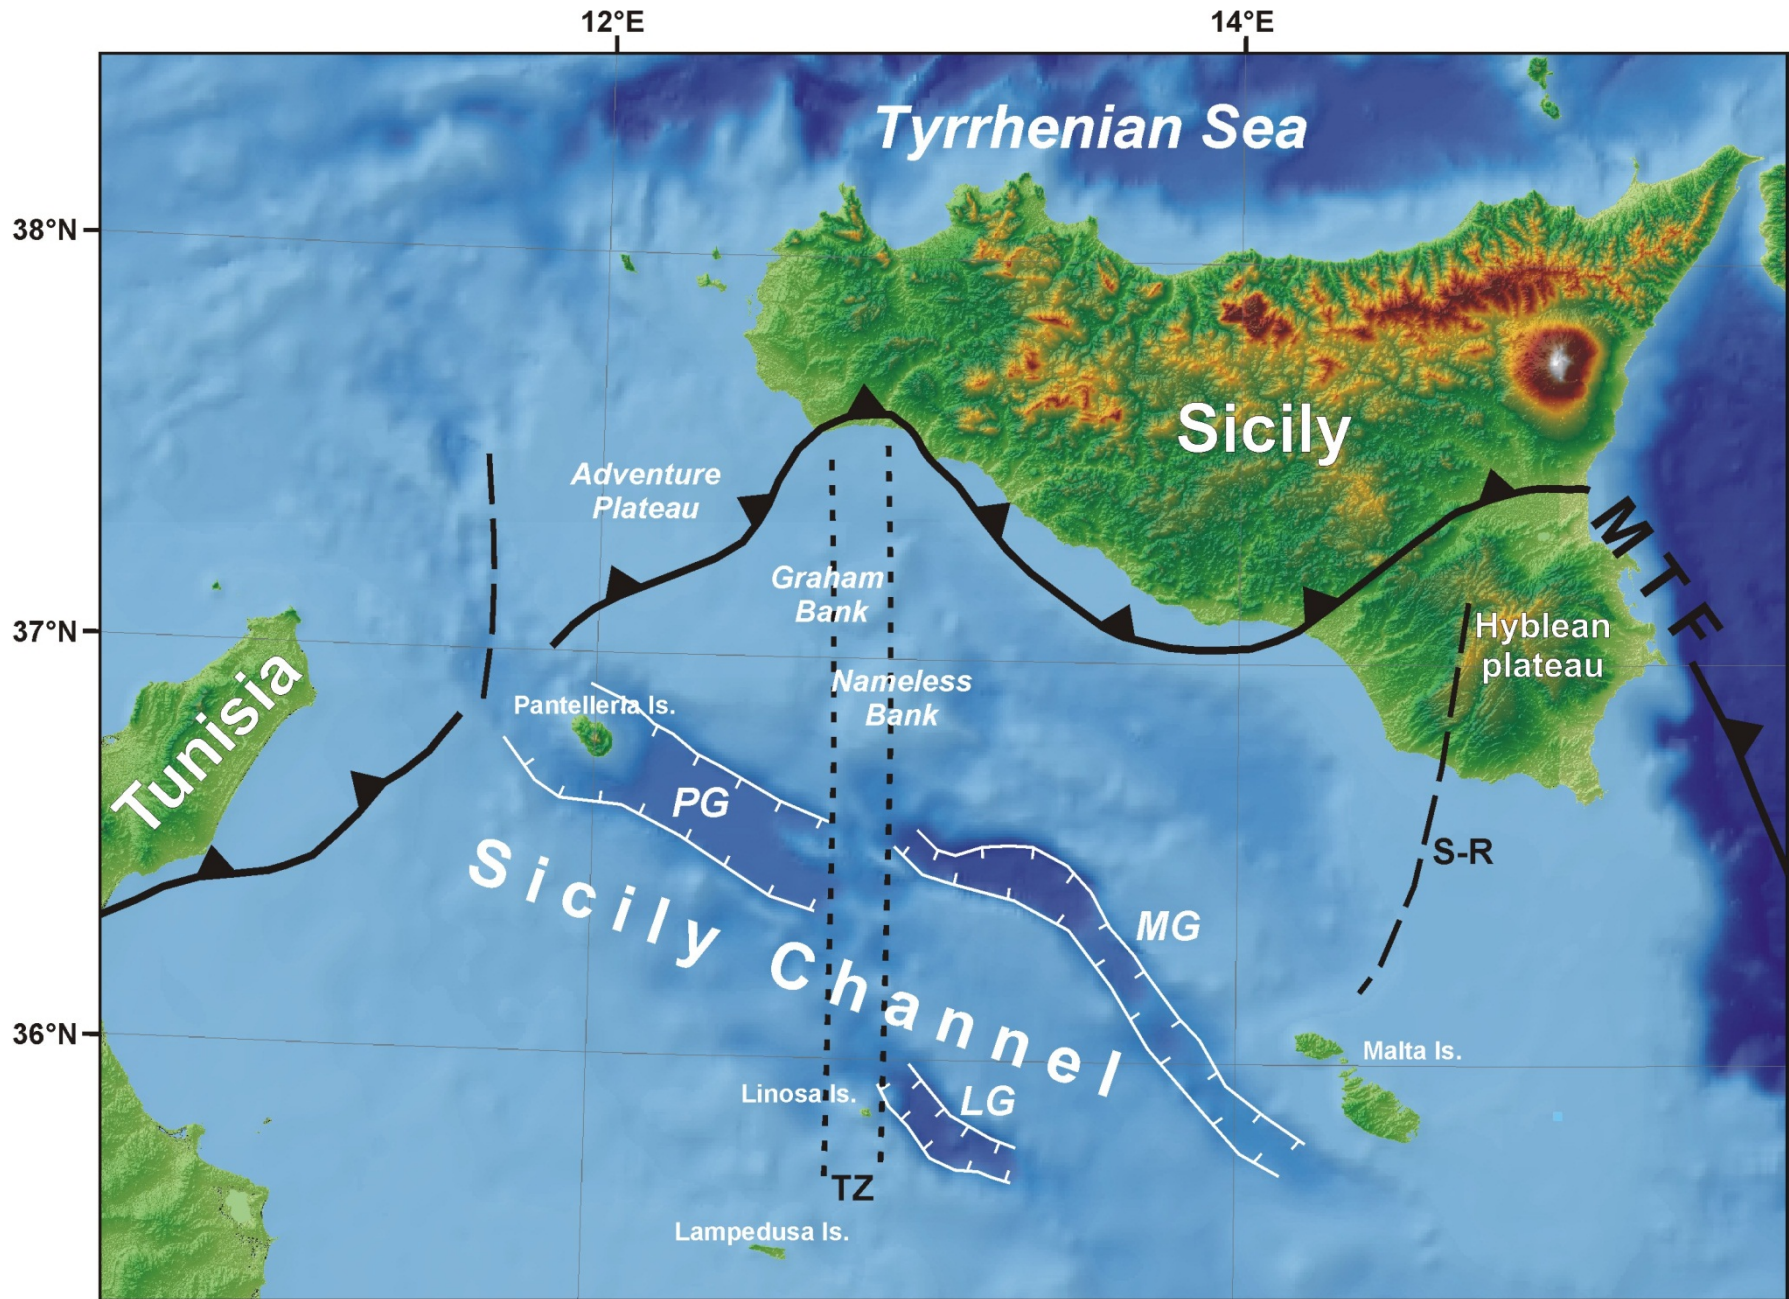 12°E
14°E
Tyrrhenian Sea
38°N
Sicily
Adventure
Plateau
MTF
Graham
Bank
37°N
Hyblean
plateau
Tunisia
Nameless
Bank
Pantelleria Is.
PG
S-R
Sicily Channel
MG
36°N
Malta Is.
Linosa Is.
LG
TZ
Lampedusa Is.